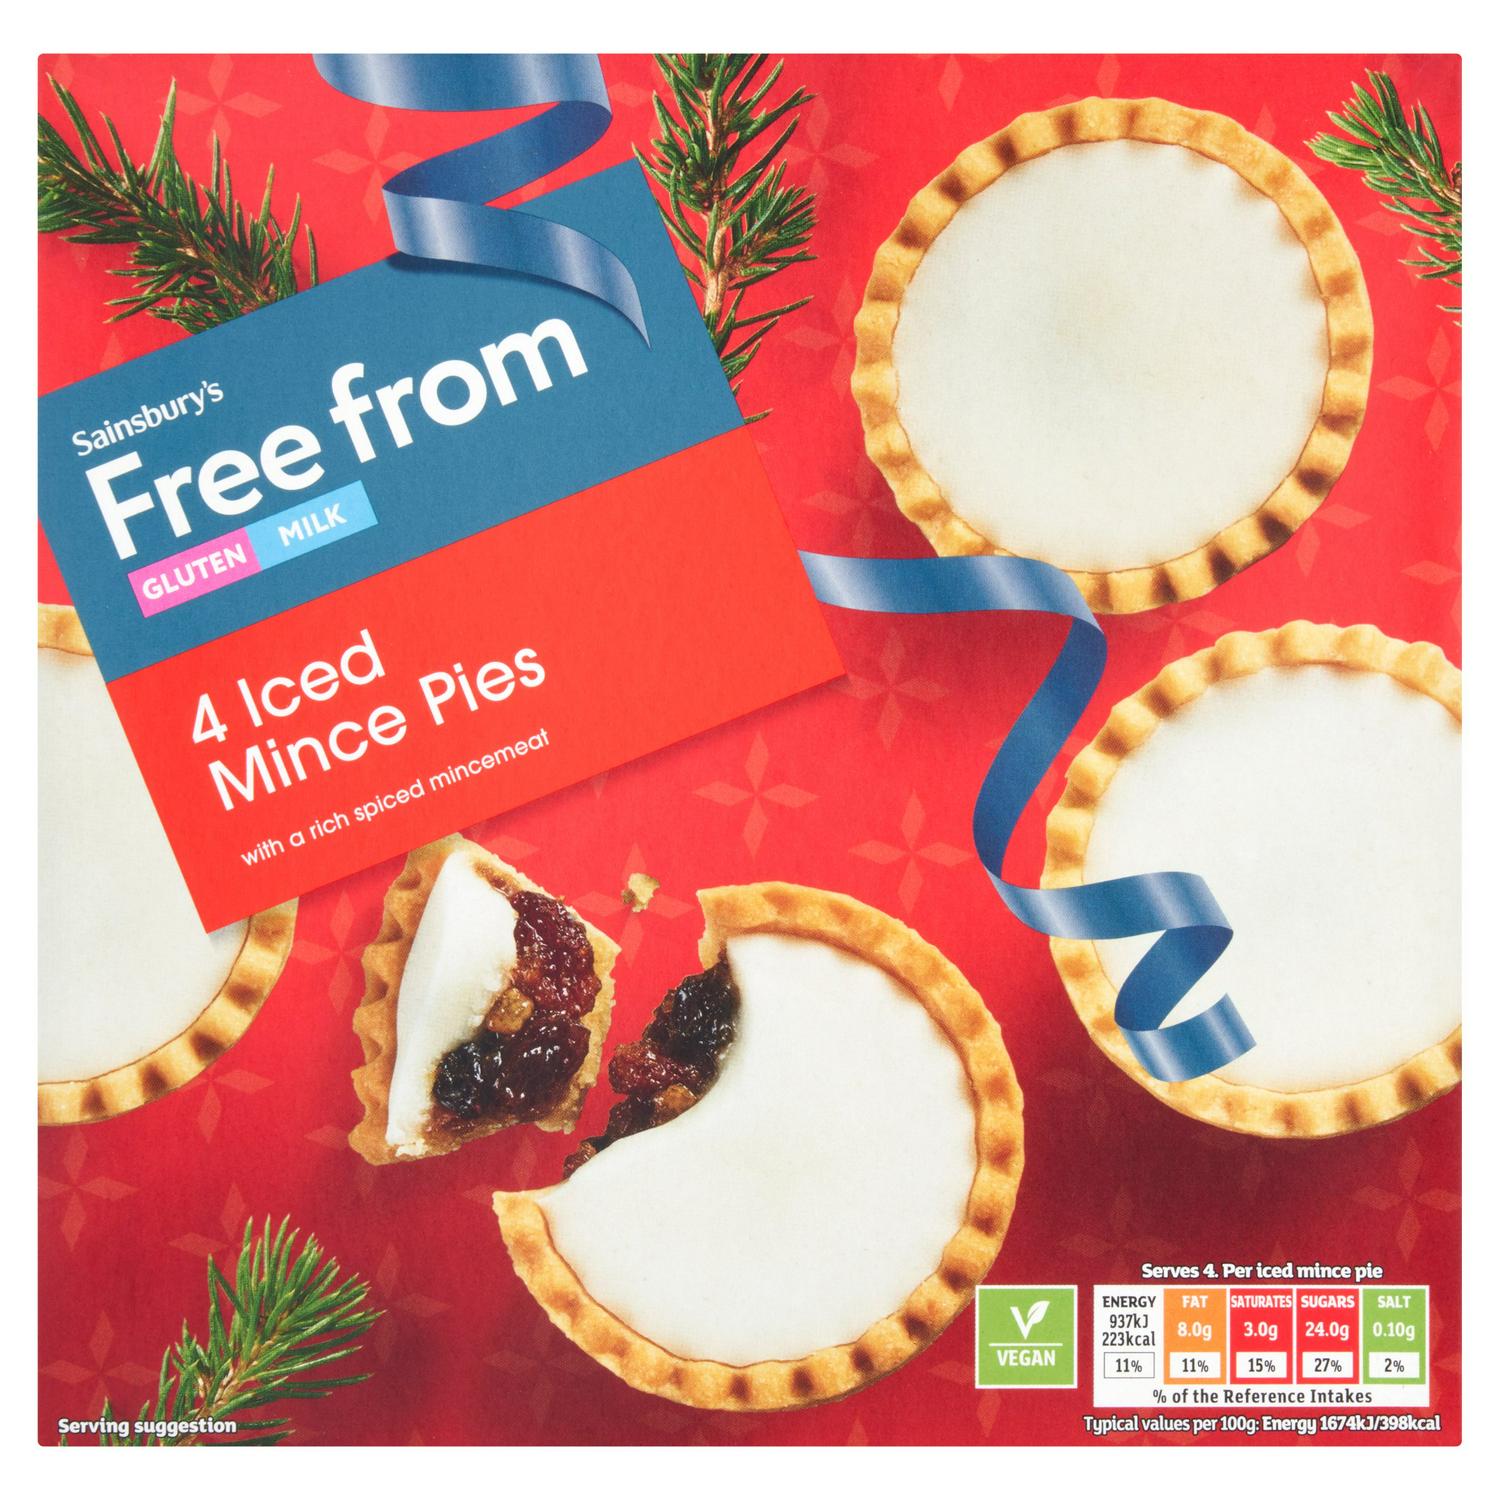 Sainsbury's
Free from
GLUTEN MILK
4 Iced
Mince Pies
with a rich spiced mincemeat
Serves 4. Per iced mince pie
VEGAN
ENERGY
937kJ
223kcal
11%
FAT
8.0g
11%
SATURATES
3.0g
15%
SUGARS
24.0g
27%
SALT
0.10g
2%
% of the Reference Intakes
Typical values per 100g: Energy 1674kJ/398kcal
Serving suggestion